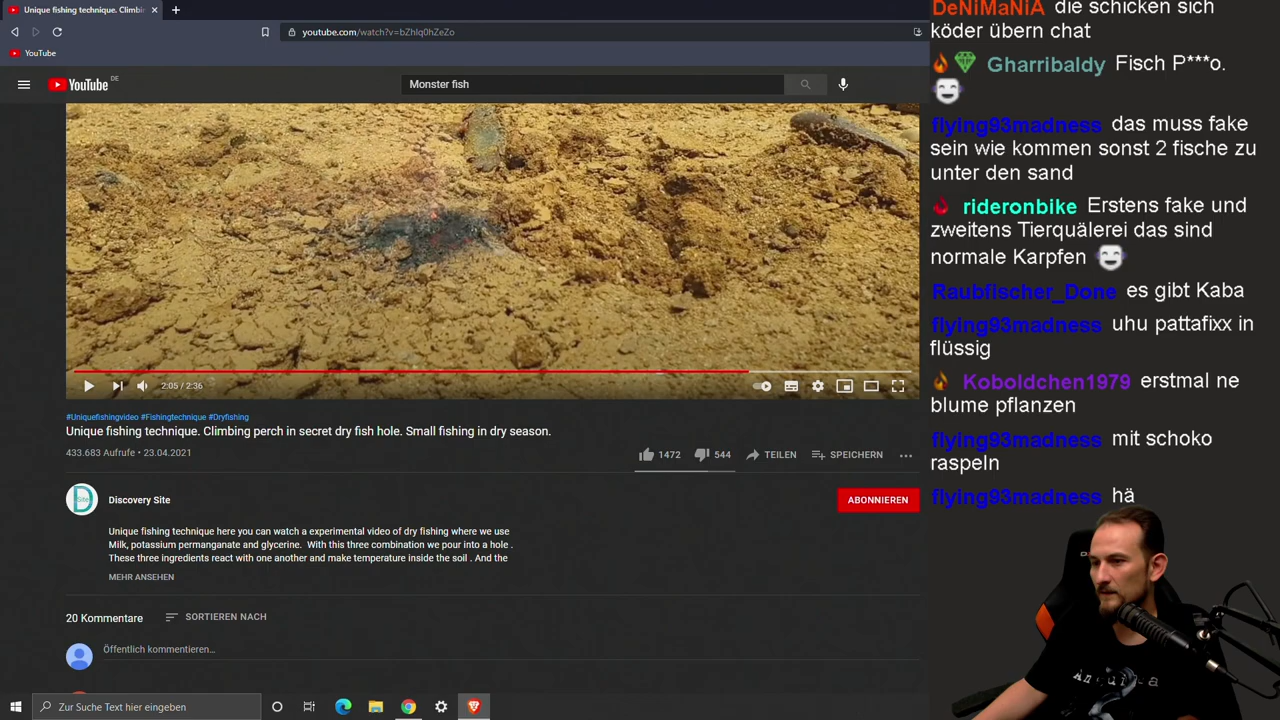 Unique fishing technique. Climbin
youtube.com/watch?v=bZhlq0hZeZo
YouTube
YouTube DE
Monster fish
2:05 / 2:36
#Uniquefishingvideo #Fishingtechnique #Dryfishing
Unique fishing technique. Climbing perch in secret dry fish hole. Small fishing in dry season.
433.683 Aufrufe • 23.04.2021
1472
544
TEILEN
SPEICHERN
Discovery Site
ABONNIEREN
Unique fishing technique here you can watch a experimental video of dry fishing where we use
Milk, potassium permanganate and glycerine. With this three combination we pour into a hole .
These three ingredients react with one another and make temperature inside the soil . And the
MEHR ANSEHEN
20 Kommentare
SORTIEREN NACH
Öffentlich kommentieren...
Zur Suche Text hier eingeben
DeNiMaNiA die schicken sich
köder übern chat
Gharribaldy Fisch P***o.
flying93madness das muss fake
sein wie kommen sonst 2 fische zu
unter den sand
rideronbike Erstens fake und
zweitens Tierquälerei das sind
normale Karpfen
Raubfischer_Done es gibt Kaba
flying93madness uhu pattafixx in
flüssig
Koboldchen1979 erstmal ne
blume pflanzen
flying93madness mit schoko
raspeln
flying93madness hä